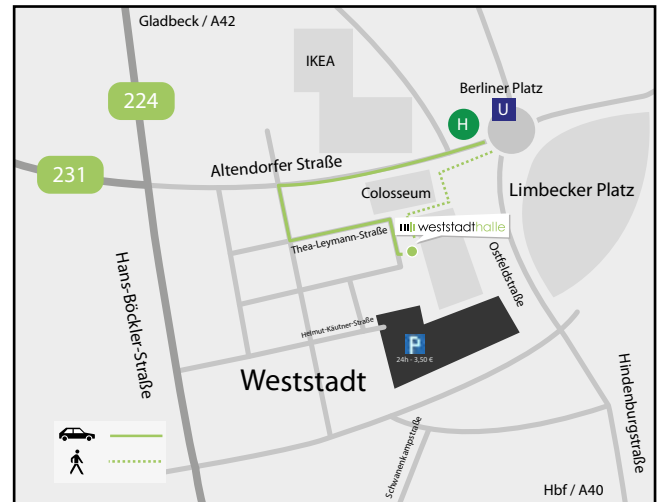 Gladbeck / A42
IKEA
224
Berliner Platz
U
H
231
Altendorfer Straße
Colosseum
Limbecker Platz
weststadthalle
Thea-Leymann-Straße
Ostfeldstraße
Hans-Böckler-Straße
Helmut-Käutner-Straße
P
24h - 3,50 €
Weststadt
Hindenburgstraße
Schwanenkampstraße
Hbf / A40